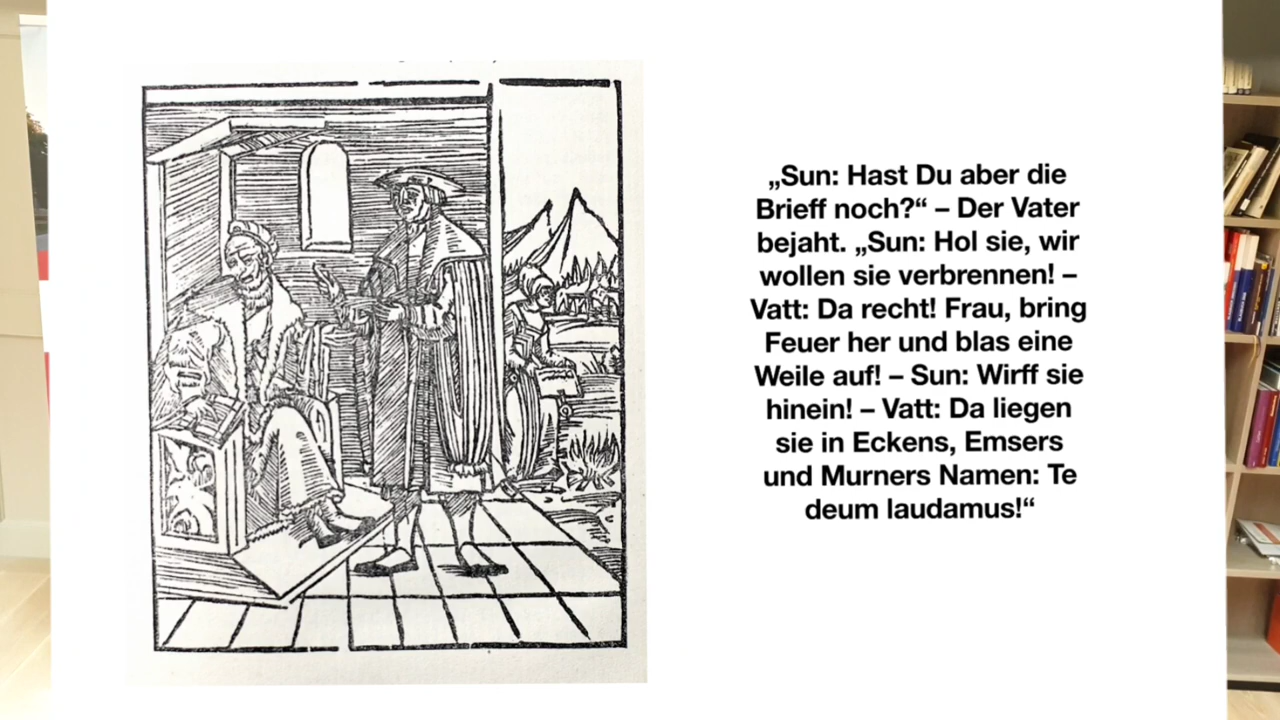 „Sun: Hast Du aber die
Brieff noch?“ – Der Vater
bejaht. „Sun: Hol sie, wir
wollen sie verbrennen! –
Vatt: Da recht! Frau, bring
Feuer her und blas eine
Weile auf! – Sun: Wirff sie
hinein! – Vatt: Da liegen
sie in Eckens, Emsers
und Murners Namen: Te
deum laudamus!“